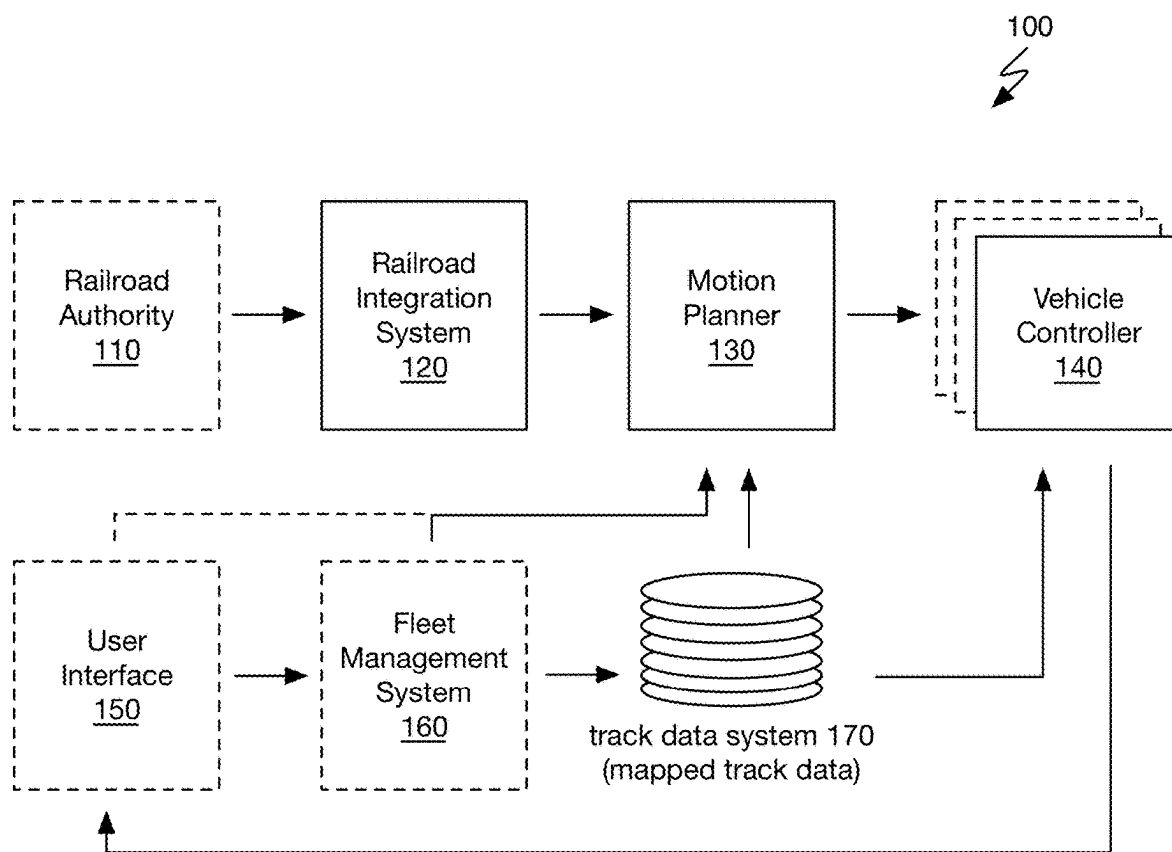 100
Railroad
Authority
110
Railroad
Integration
System
120
Motion
Planner
130
Vehicle
Controller
140
User
Interface
150
Fleet
Management
System
160
track data system 170
(mapped track data)